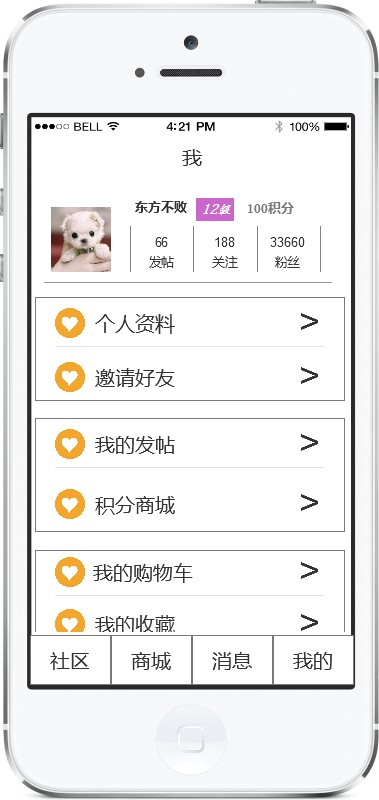 BELL 4:21 PM 100%
我
东方不败 12级 100积分
66 188 33660
发帖 关注 粉丝
个人资料 >
邀请好友 >
我的发帖 >
积分商城 >
我的购物车 >
我的收藏 >
社区 商城 消息 我的